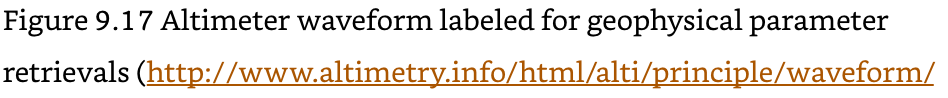 Figure 9.17 Altimeter waveform labeled for geophysical parameter
retrievals (http://www.altimetry.info/html/alti/principle/waveform/